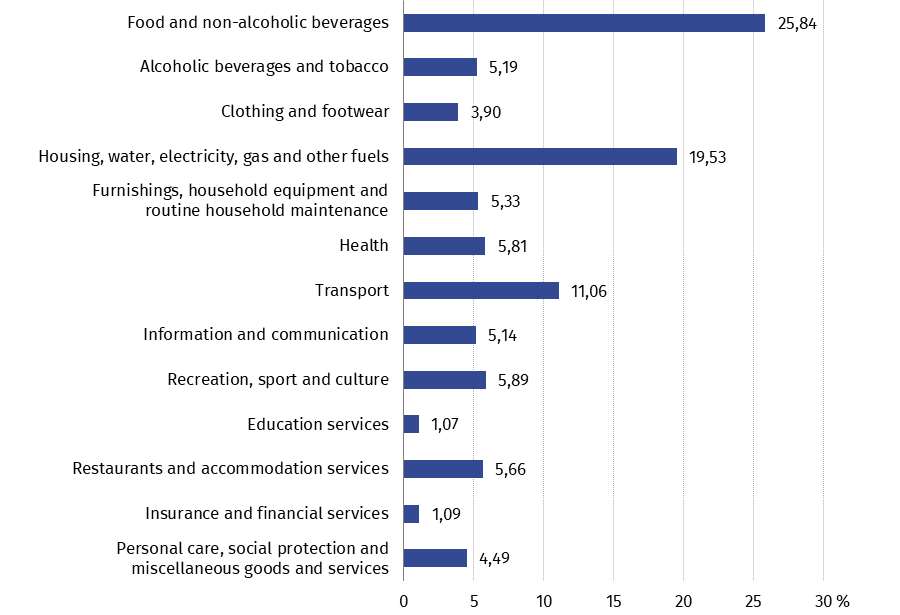 Food and non-alcoholic beverages 25,84
Alcoholic beverages and tobacco 5,19
Clothing and footwear 3,90
Housing, water, electricity, gas and other fuels 19,53
Furnishings, household equipment and
routine household maintenance 5,33
Health 5,81
Transport 11,06
Information and communication 5,14
Recreation, sport and culture 5,89
Education services 1,07
Restaurants and accommodation services 5,66
Insurance and financial services 1,09
Personal care, social protection and
miscellaneous goods and services 4,49
0 5 10 15 20 25 30 %